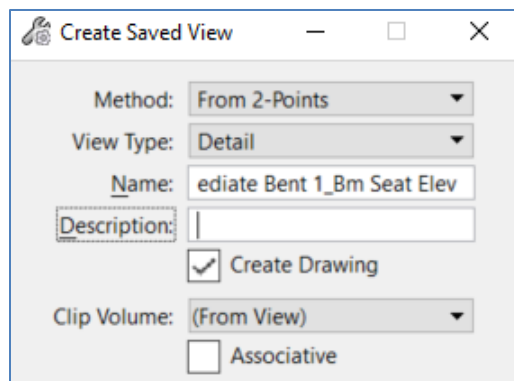 Create Saved View
Method: From 2-Points
View Type: Detail
Name: ediate Bent 1_Bm Seat Elev
Description:
Create Drawing
Clip Volume: (From View)
Associative